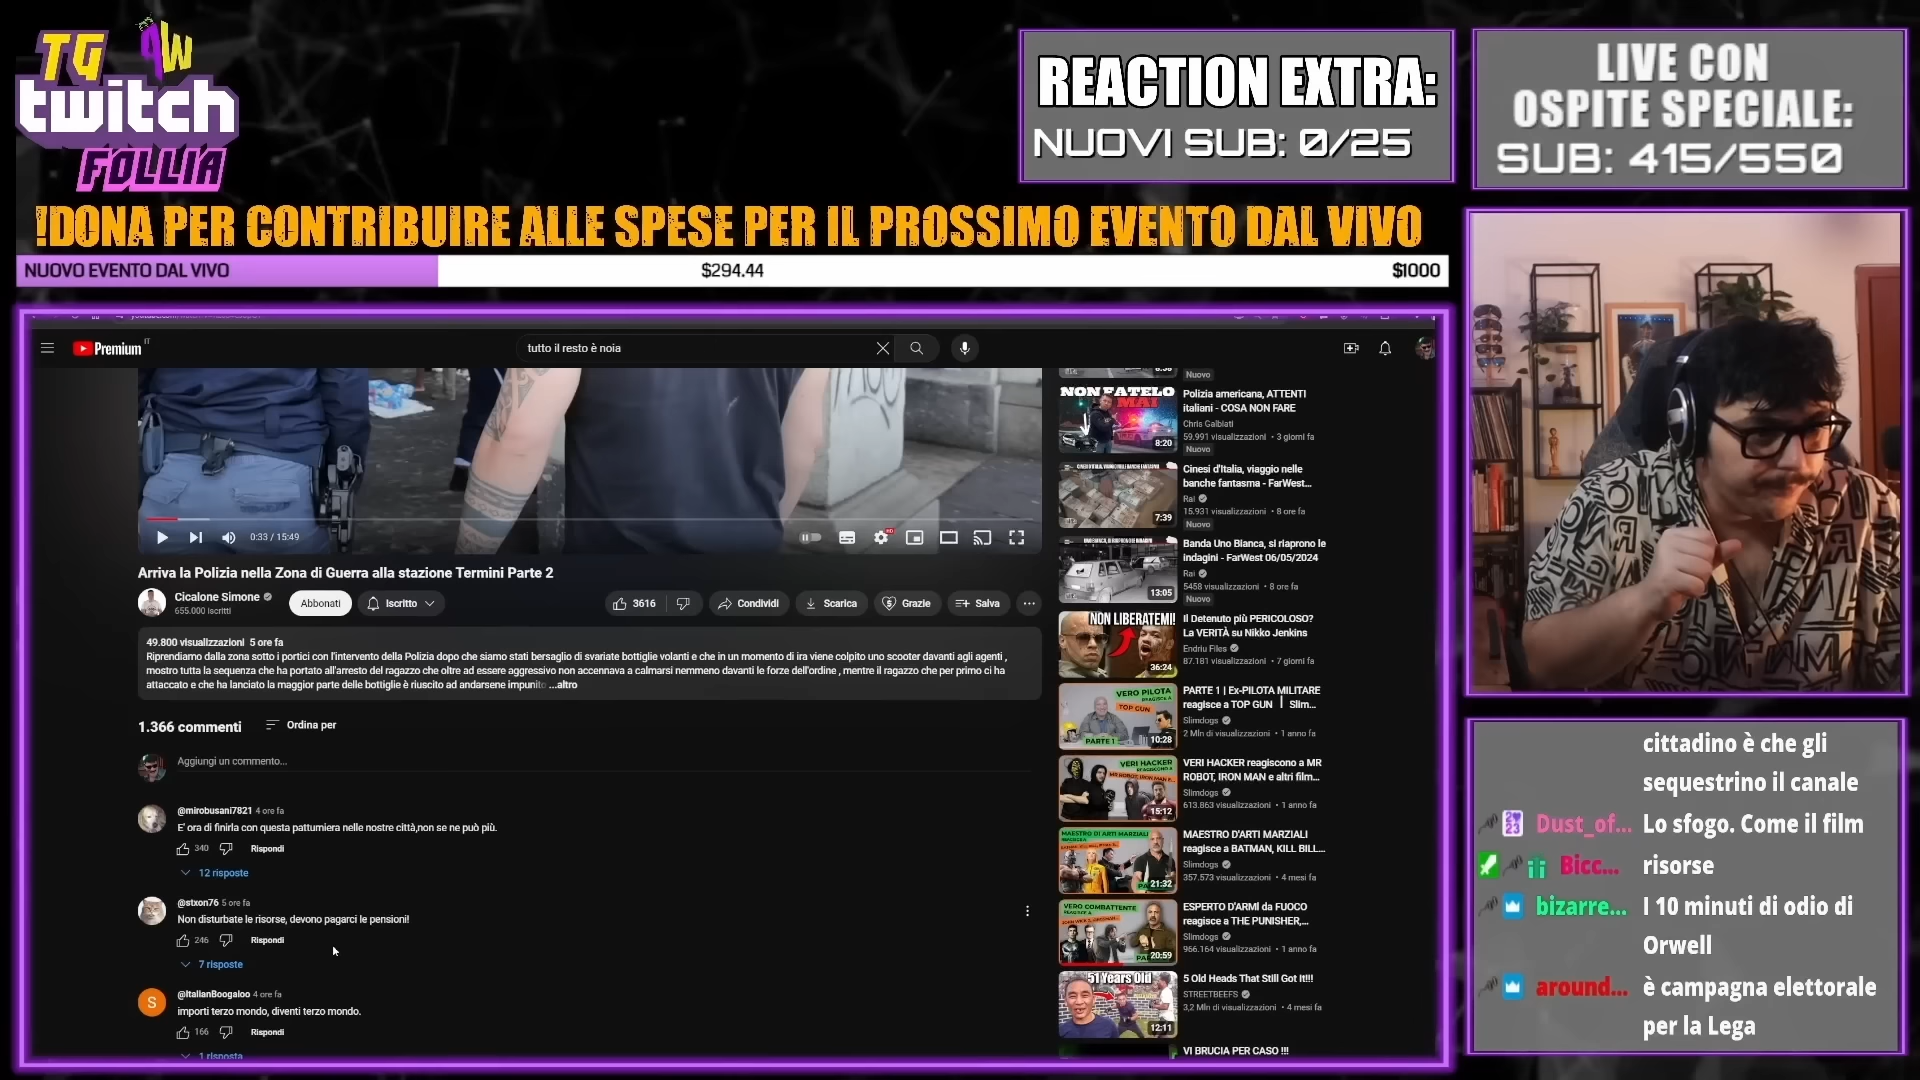 TG
twitch
FOLLIA
REACTION EXTRA:
NUOVI SUB: 0/25
LIVE CON
OSPITE SPECIALE:
SUB: 415/550
!DONA PER CONTRIBUIRE ALLE SPESE PER IL PROSSIMO EVENTO DAL VIVO
NUOVO EVENTO DAL VIVO $294.44 $1000
Premium IT
tutto il resto è noia
0:33 / 15:49
Arriva la Polizia nella Zona di Guerra alla stazione Termini Parte 2
Cicalone Simone
655.000 iscritti
Abbonati
Iscritto
3616
Condividi
Scarica
Grazie
Salva
49.800 visualizzazioni 5 ore fa
Riprendiamo dalla zona sotto i portici con l'intervento della Polizia dopo che siamo stati bersaglio di svariate bottiglie volanti e che in un momento di ira viene colpito uno scooter davanti agli agenti ,
mostro tutta la sequenza che ha portato all'arresto del ragazzo che oltre ad essere aggressivo non accennava a calmarsi nemmeno davanti le forze dell'ordine , mentre il ragazzo che per primo ci ha
attaccato e che ha lanciato la maggior parte delle bottiglie è riuscito ad andarsene impunito ...altro
1.366 commenti
Ordina per
Aggiungi un commento...
@mirobusani7821 4 ore fa
E' ora di finirla con questa pattumiera nelle nostre città,non se ne può più.
340
Rispondi
12 risposte
@stxon76 5 ore fa
Non disturbate le risorse, devono pagarci le pensioni!
246
Rispondi
7 risposte
S
@ItalianBoogaloo 4 ore fa
importi terzo mondo, diventi terzo mondo.
166
Rispondi
1 risposta
Nuovo
NON FATELO
MAI
8:20
Polizia americana, ATTENTI
italiani - COSA NON FARE
Chris Galbiati
59.991 visualizzazioni • 3 giorni fa
Nuovo
7:39
Cinesi d'Italia, viaggio nelle
banche fantasma - FarWest...
Rai
15.931 visualizzazioni • 8 ore fa
Nuovo
13:05
Banda Uno Bianca, si riaprono le
indagini - FarWest 06/05/2024
Rai
5458 visualizzazioni • 8 ore fa
Nuovo
NON LIBERATEMI!
36:24
Il Detenuto più PERICOLOSO?
La VERITÀ su Nikko Jenkins
Endriu Files
87.181 visualizzazioni • 7 giorni fa
VERO PILOTA
REAGISCE A
TOP GUN
PARTE 1
10:28
PARTE 1 | Ex-PILOTA MILITARE
reagisce a TOP GUN | Slim...
Slimdogs
2 Mln di visualizzazioni • 1 anno fa
VERI HACKER
REAGISCONO A
15:12
VERI HACKER reagiscono a MR
ROBOT, IRON MAN e altri film...
Slimdogs
613.863 visualizzazioni • 1 anno fa
MAESTRO DI ARTI MARZIALI
21:32
MAESTRO D'ARTI MARZIALI
reagisce a BATMAN, KILL BILL...
Slimdogs
357.573 visualizzazioni • 4 mesi fa
VERO COMBATTENTE
20:59
ESPERTO D'ARMI da FUOCO
reagisce a THE PUNISHER,...
Slimdogs
966.164 visualizzazioni • 1 anno fa
51 Years Old
12:11
5 Old Heads That Still Got It!!!
STREETBEEFS
3,2 Mln di visualizzazioni • 4 mesi fa
VI BRUCIA PER CASO !!!
cittadino è che gli
sequestrino il canale
Dust_of... Lo sfogo. Come il film
Bicc... risorse
bizarre... I 10 minuti di odio di
Orwell
around... è campagna elettorale
per la Lega